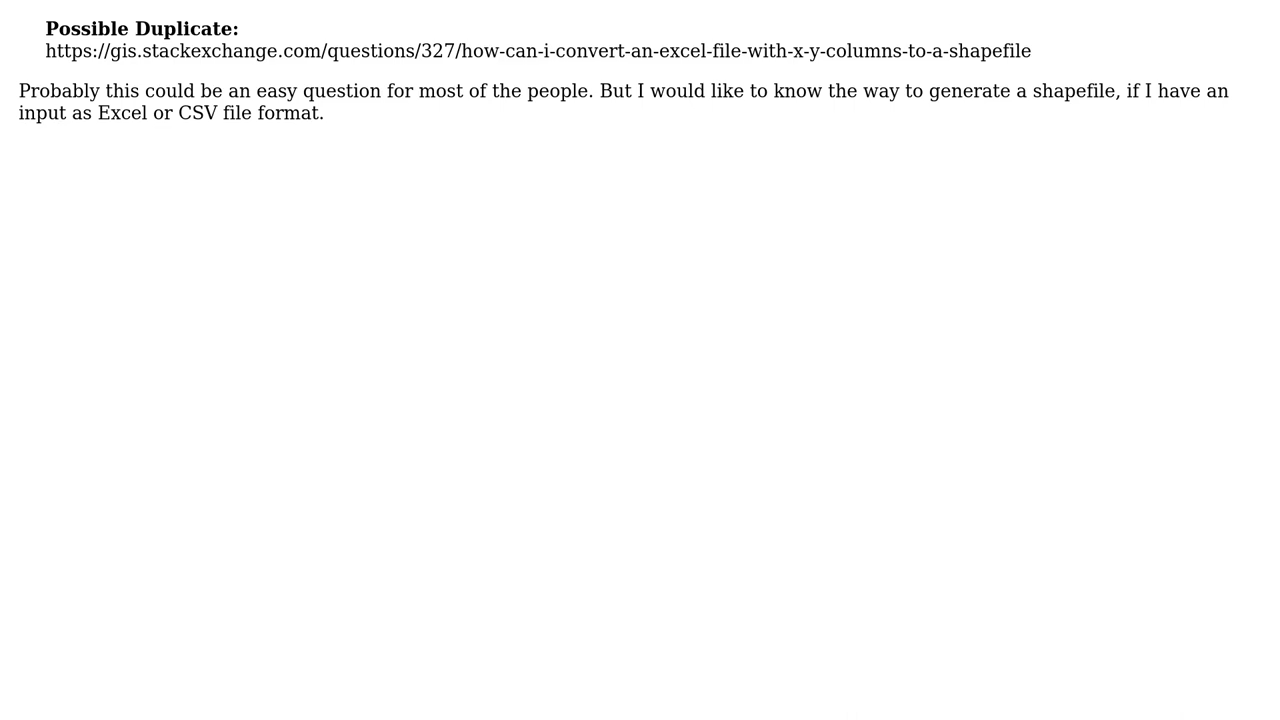 Possible Duplicate:
https://gis.stackexchange.com/questions/327/how-can-i-convert-an-excel-file-with-x-y-columns-to-a-shapefile
Probably this could be an easy question for most of the people. But I would like to know the way to generate a shapefile, if I have an
input as Excel or CSV file format.